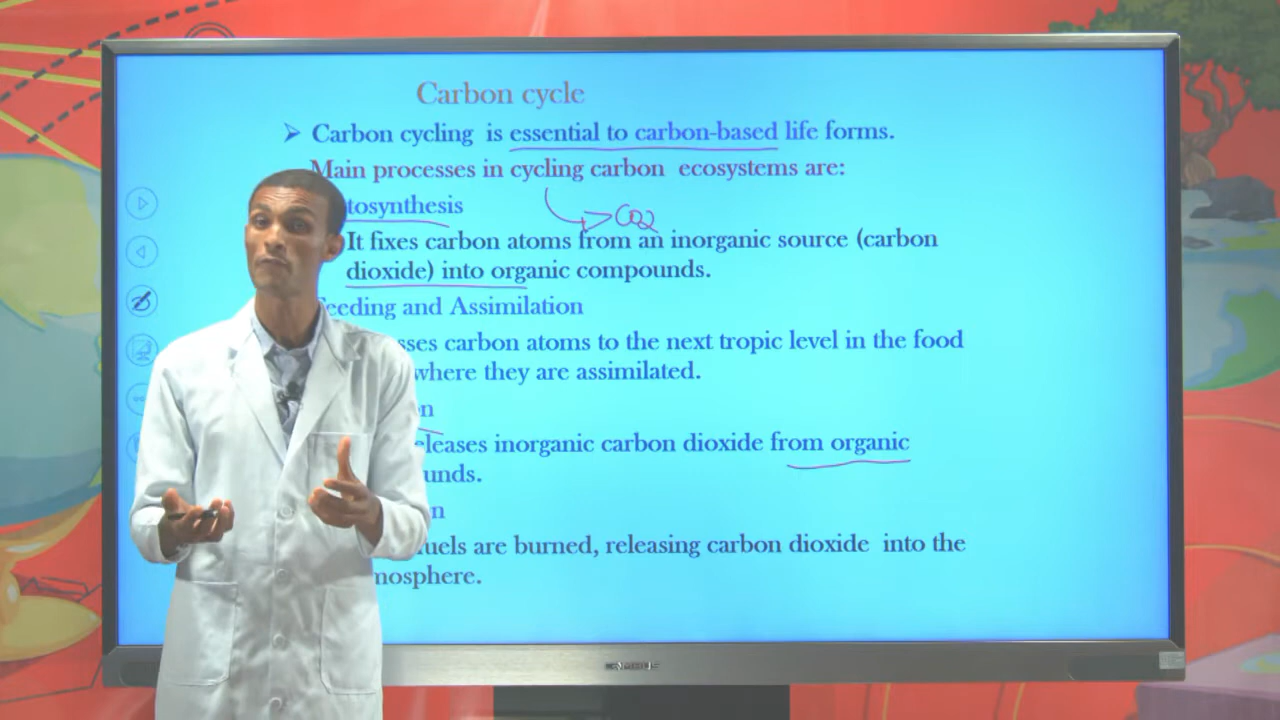 Carbon cycle
➢ Carbon cycling is essential to carbon-based life forms.
Main processes in cycling carbon ecosystems are:
tosynthesis
CO2
It fixes carbon atoms from an inorganic source (carbon
dioxide) into organic compounds.
eeding and Assimilation
sses carbon atoms to the next tropic level in the food
where they are assimilated.
n
eleases inorganic carbon dioxide from organic
unds.
n
uels are burned, releasing carbon dioxide into the
mosphere.